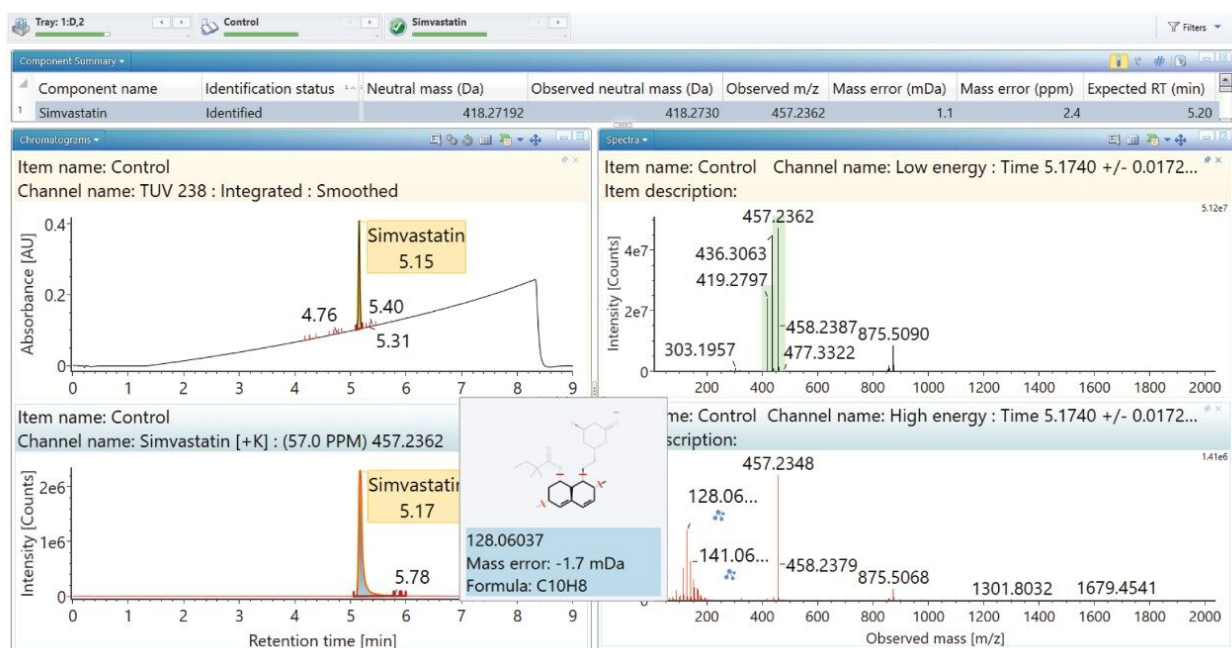 Tray: 1:D,2
Control
Simvastatin
Filters
Component Summary
Component name Identification status Neutral mass (Da) Observed neutral mass (Da) Observed m/z Mass error (mDa) Mass error (ppm) Expected RT (min)
1 Simvastatin Identified 418.27192 418.2730 457.2362 1.1 2.4 5.20
Chromatograms
Item name: Control
Channel name: TUV 238 : Integrated : Smoothed
Absorbance [AU]
0.4
0.2
0
Simvastatin
5.15
4.76
5.40
5.31
0 1 2 3 4 5 6 7 8 9
Item name: Control
Channel name: Simvastatin [+K] : (57.0 PPM) 457.2362
Intensity [Counts]
2e6
1e6
0
Simvastatin
5.17
5.78
0 1 2 3 4 5 6
Retention time [min]
Spectra
Item name: Control Channel name: Low energy : Time 5.1740 +/- 0.0172...
Item description:
5.12e7
Intensity [Counts]
4e7
2e7
0
457.2362
436.3063
419.2797
458.2387
875.5090
303.1957
477.3322
200 400 600 800 1000 1200 1400 1600 1800 2000
128.06037
Mass error: -1.7 mDa
Formula: C10H8
me: Control Channel name: High energy : Time 5.1740 +/- 0.0172...
scription:
1.41e6
457.2348
128.06...
141.06...
458.2379
875.5068
1301.8032
1679.4541
0
200 400 600 800 1000 1200 1400 1600 1800 2000
Observed mass [m/z]